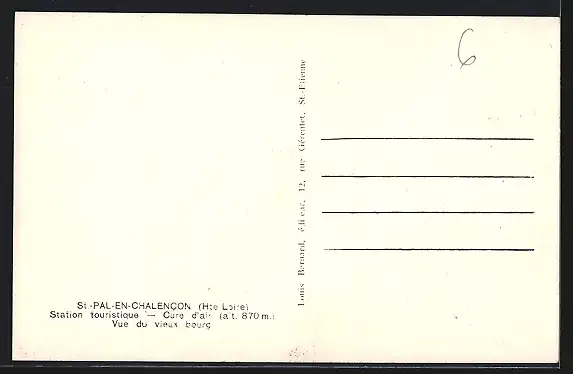 St.-PAL-EN-CHALENÇON (Hte Loire)
Station touristique — Cure d'air (alt. 870 m.)
Vue du vieux bourg
Louis Bernard, éditeur, 12, rue Gérentet, St.-Etienne
6